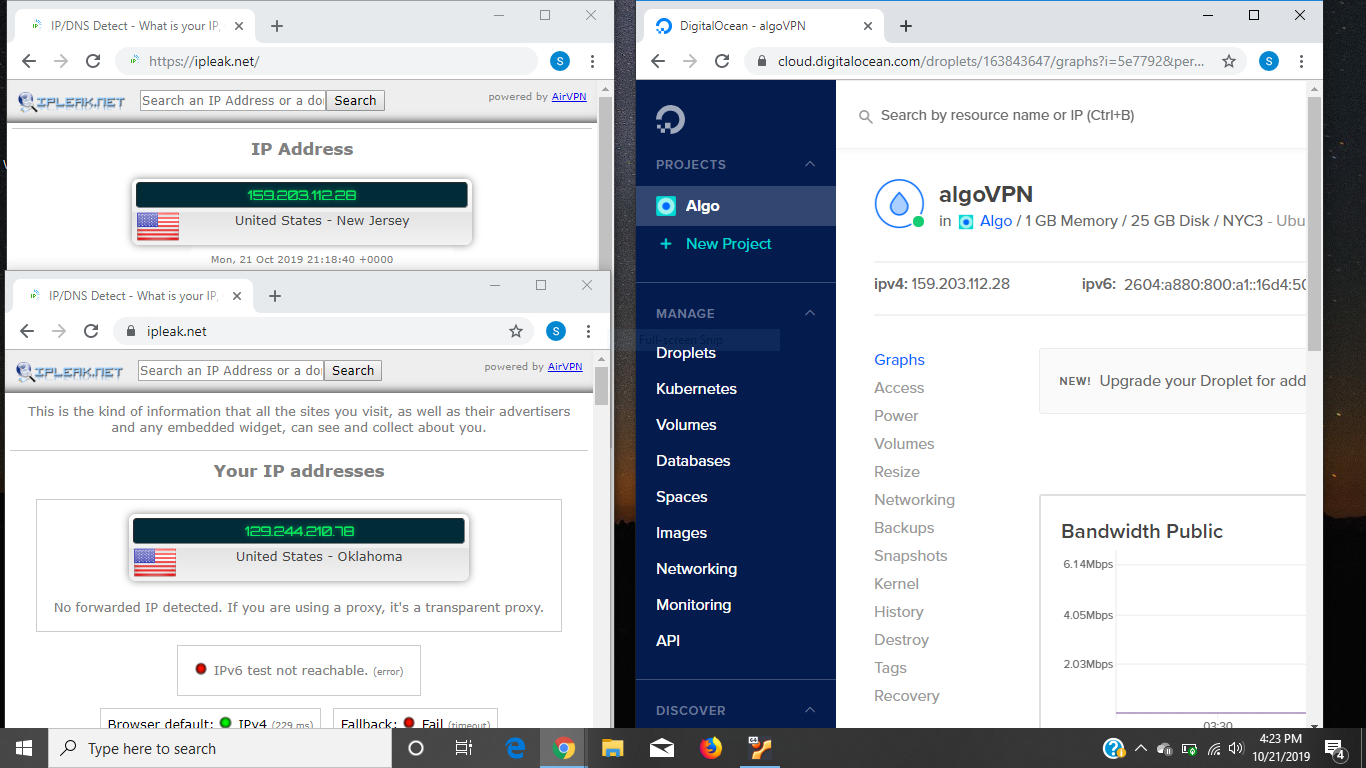 IP/DNS Detect - What is your IP,
https://ipleak.net/
S
IPLEAK.NET
Search an IP Address or a dor
Search
powered by AirVPN
IP Address
159.203.112.28
United States - New Jersey
Mon, 21 Oct 2019 21:18:40 +0000
IP/DNS Detect - What is your IP,
ipleak.net
S
IPLEAK.NET
Search an IP Address or a dor
Search
powered by AirVPN
This is the kind of information that all the sites you visit, as well as their advertisers
and any embedded widget, can see and collect about you.
Your IP addresses
129.244.210.78
United States - Oklahoma
No forwarded IP detected. If you are using a proxy, it's a transparent proxy.
IPv6 test not reachable. (error)
Browser default: IPv4 (229 ms)
Fallback: Fail (timeout)
DigitalOcean - algoVPN
cloud.digitalocean.com/droplets/163843647/graphs?i=5e7792&per...
S
PROJECTS
Algo
+ New Project
MANAGE
Full-screen Snip
Droplets
Kubernetes
Volumes
Databases
Spaces
Images
Networking
Monitoring
API
DISCOVER
Search by resource name or IP (Ctrl+B)
algoVPN
in Algo / 1 GB Memory / 25 GB Disk / NYC3 - Ubu
ipv4: 159.203.112.28
ipv6: 2604:a880:800:a1::16d4:50
Graphs
Access
Power
Volumes
Resize
Networking
Backups
Snapshots
Kernel
History
Destroy
Tags
Recovery
NEW! Upgrade your Droplet for add
Bandwidth Public
6.14Mbps
4.05Mbps
2.03Mbps
03:30
Type here to search
64
4:23 PM
10/21/2019
4